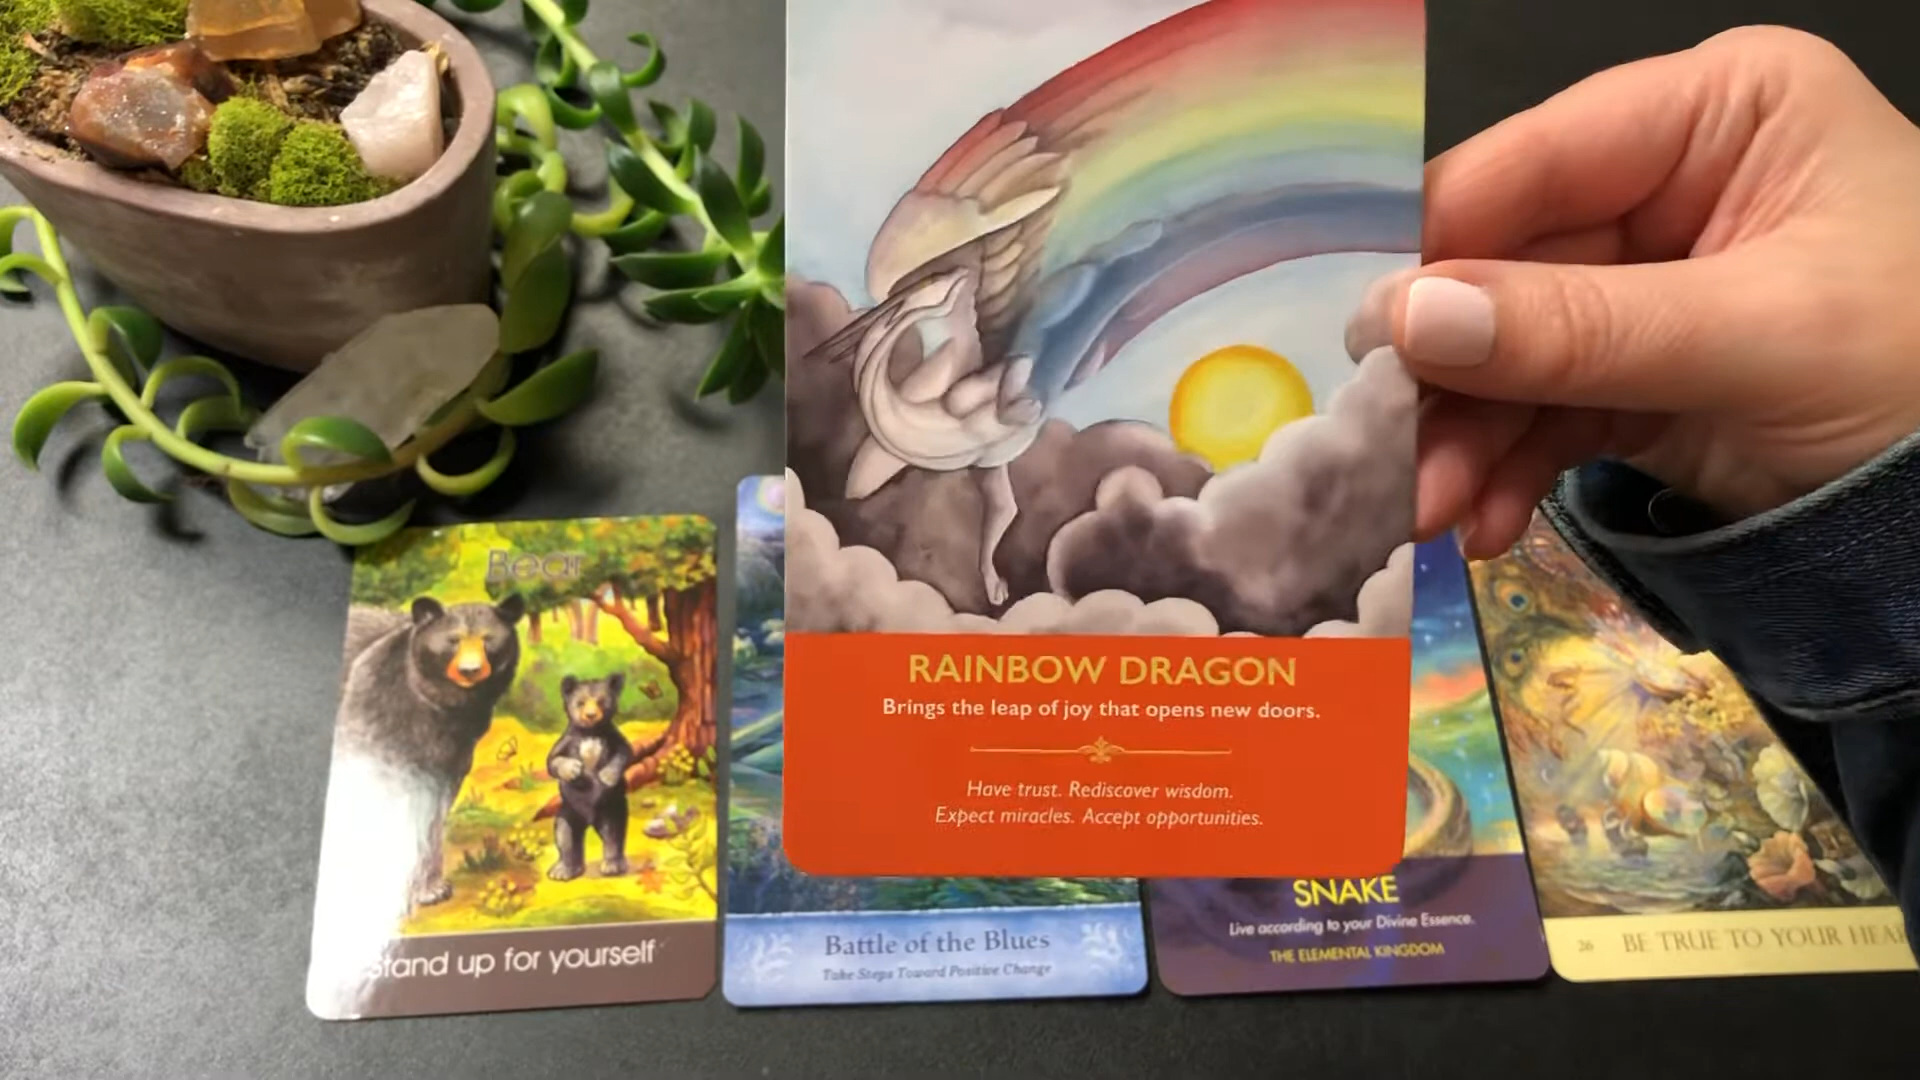 RAINBOW DRAGON
Brings the leap of joy that opens new doors.
Have trust. Rediscover wisdom.
Expect miracles. Accept opportunities.
Bear
Stand up for yourself
Battle of the Blues
Take Steps Toward Positive Change
SNAKE
Live according to your Divine Essence.
THE ELEMENTAL KINGDOM
BE TRUE TO YOUR